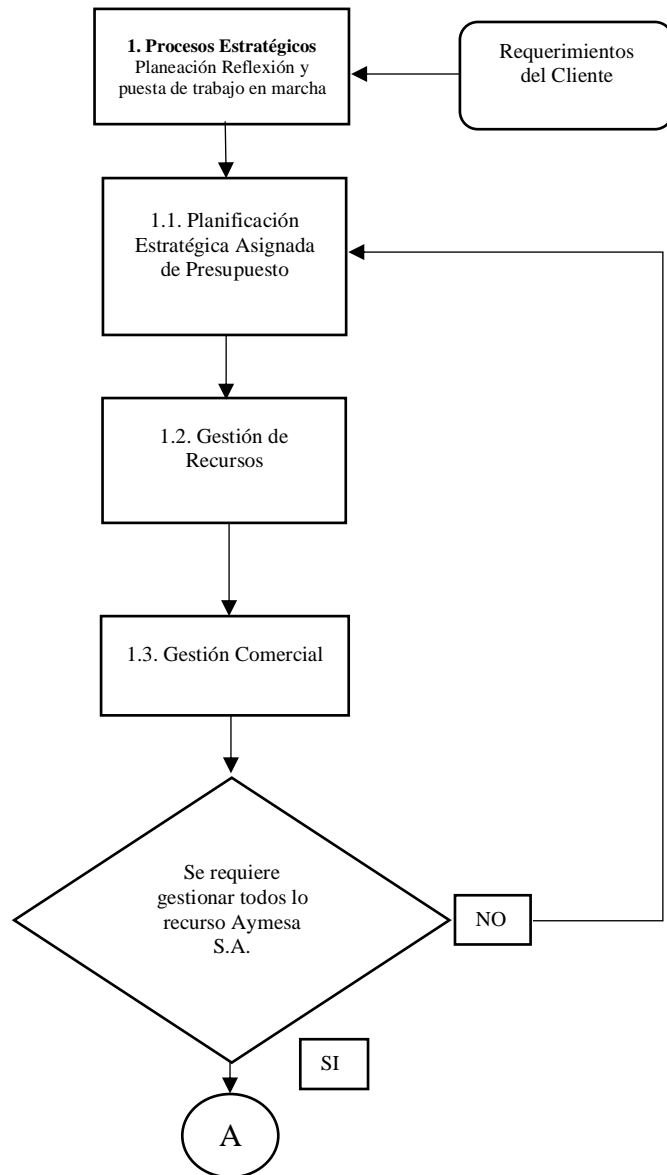 1. Procesos Estratégicos
Planeación Reflexión y
puesta de trabajo en marcha
Requerimientos
del Cliente
1.1. Planificación
Estratégica Asignada
de Presupuesto
1.2. Gestión de
Recursos
1.3. Gestión Comercial
Se requiere
gestionar todos lo
recurso Aymesa
S.A.
NO
SI
A